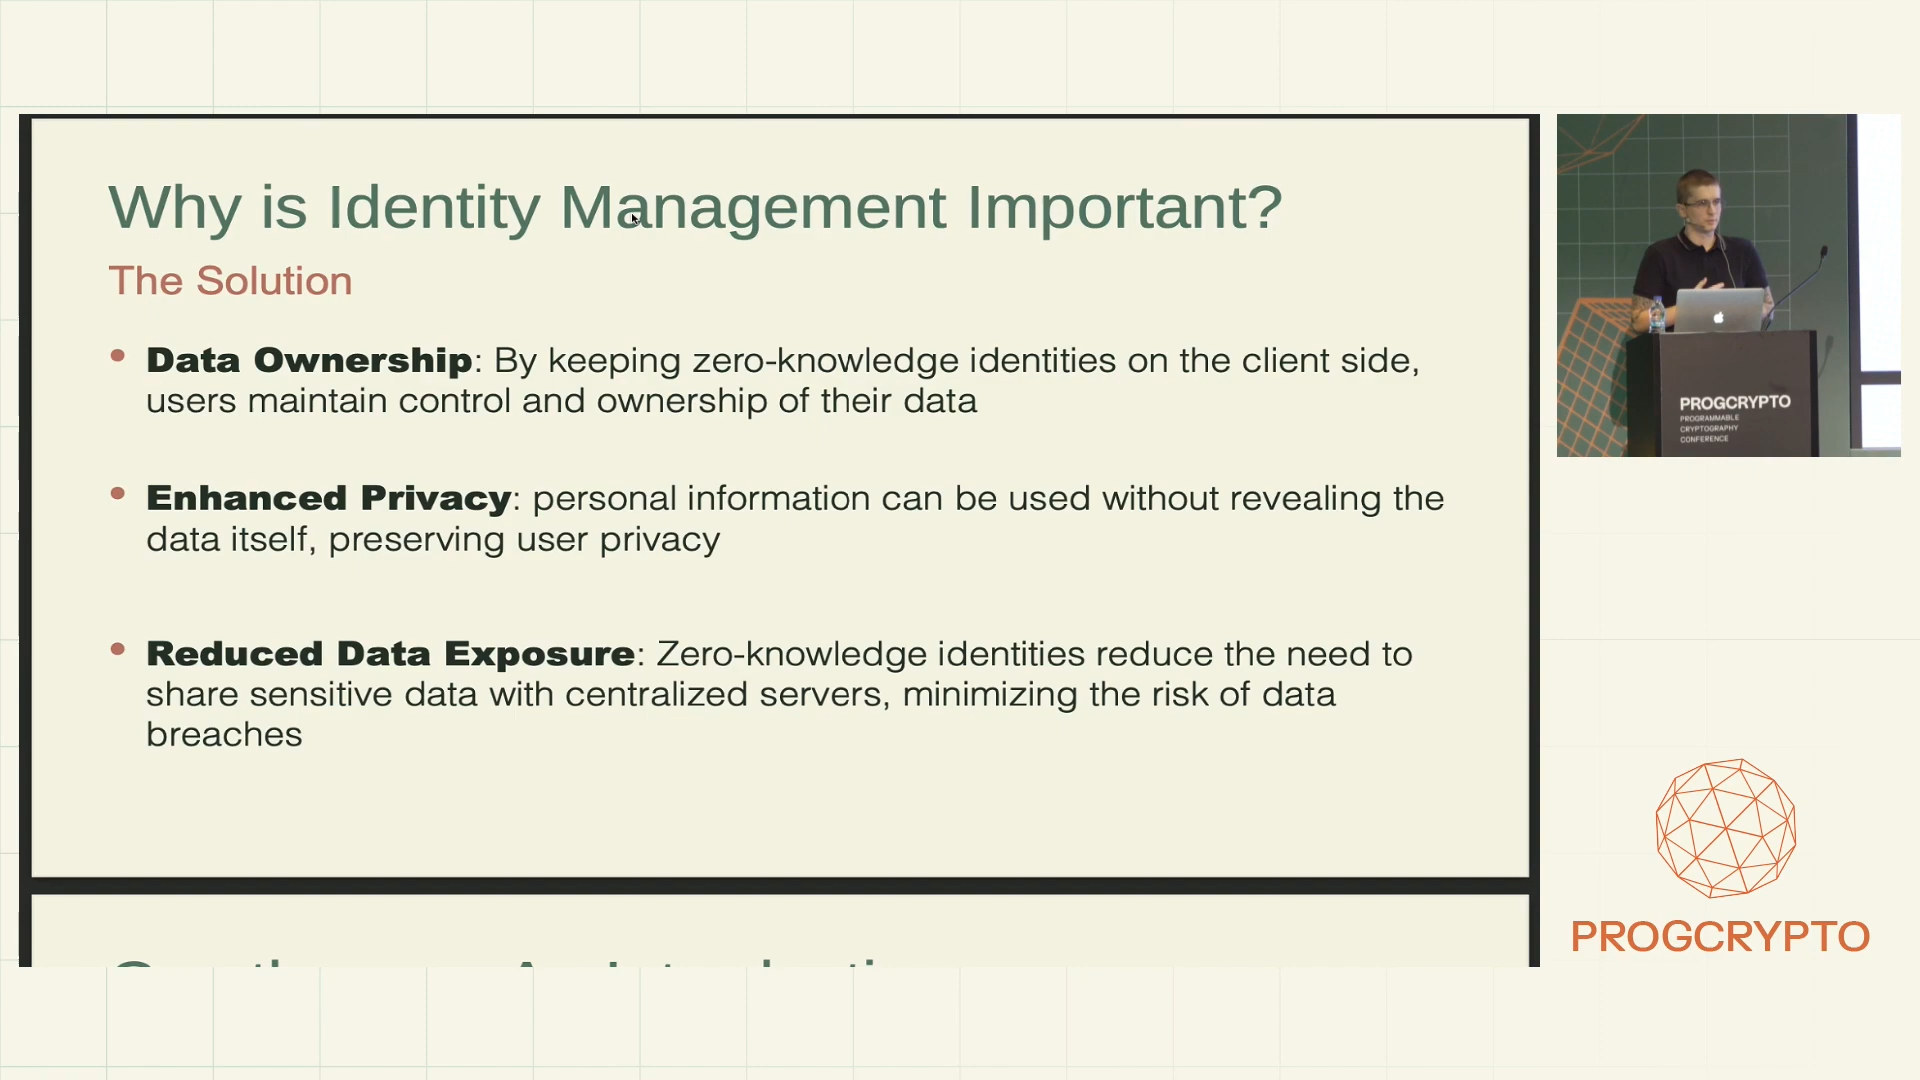 Why is Identity Management Important?
The Solution
• Data Ownership: By keeping zero-knowledge identities on the client side,
users maintain control and ownership of their data
• Enhanced Privacy: personal information can be used without revealing the
data itself, preserving user privacy
• Reduced Data Exposure: Zero-knowledge identities reduce the need to
share sensitive data with centralized servers, minimizing the risk of data
breaches
PROGCRYPTO
PROGRAMMABLE
CRYPTOGRAPHY
CONFERENCE
PROGCRYPTO